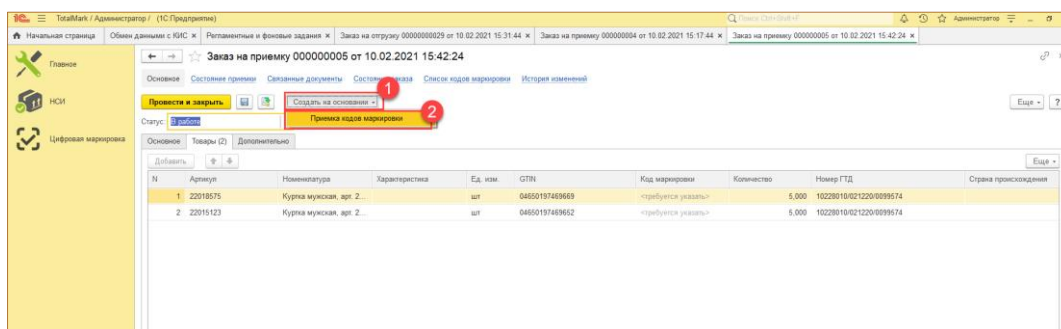 1С TotalMark / Администратор / (1С:Предприятие) Поиск Ctrl+Shift+F Администратор
Начальная страница Обмен данными с КИС × Регламентные и фоновые задания × Заказ на отгрузку 00000000029 от 10.02.2021 15:31:44 × Заказ на приемку 000000004 от 10.02.2021 15:17:44 × Заказ на приемку 000000005 от 10.02.2021 15:42:24 ×
Главное
НСИ
Цифровая маркировка
Заказ на приемку 000000005 от 10.02.2021 15:42:24
Основное Состояние приемки Связанные документы Список кодов маркировки История изменений
1
Провести и закрыть Создать на основании Еще ?
2
Статус: В работе Приемка кодов маркировки
Основное Товары (2) Дополнительно
Добавить Еще
N Артикул Номенклатура Характеристика Ед. изм. GTIN Код маркировки Количество Номер ГТД Страна происхождения
1 22018575 Куртка мужская, арт. 2... шт 04650197469669 <требуется указать> 5,000 10228010/021220/0099574
2 22015123 Куртка мужская, арт. 2... шт 04650197469652 <требуется указать> 5,000 10228010/021220/0099574